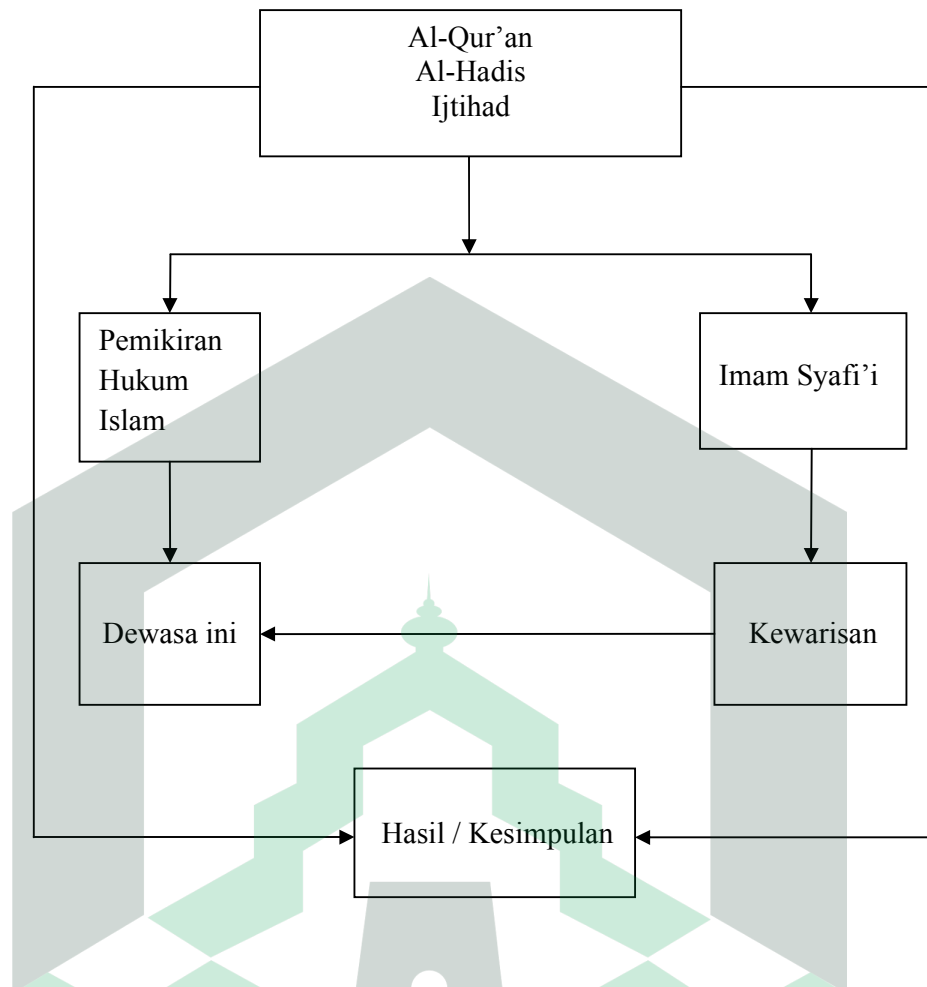 Al-Qur’an
Al-Hadis
Ijtihad
Pemikiran
Hukum
Islam
Imam Syafi’i
Dewasa ini
Kewarisan
Hasil / Kesimpulan